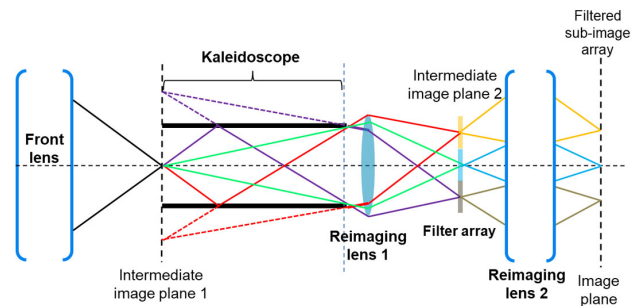 Filtered
sub-image
array
Kaleidoscope
Intermediate
image plane 2
Front
lens
Reimaging
lens 1
Filter array
Reimaging
lens 2
Intermediate
image plane 1
Image
plane